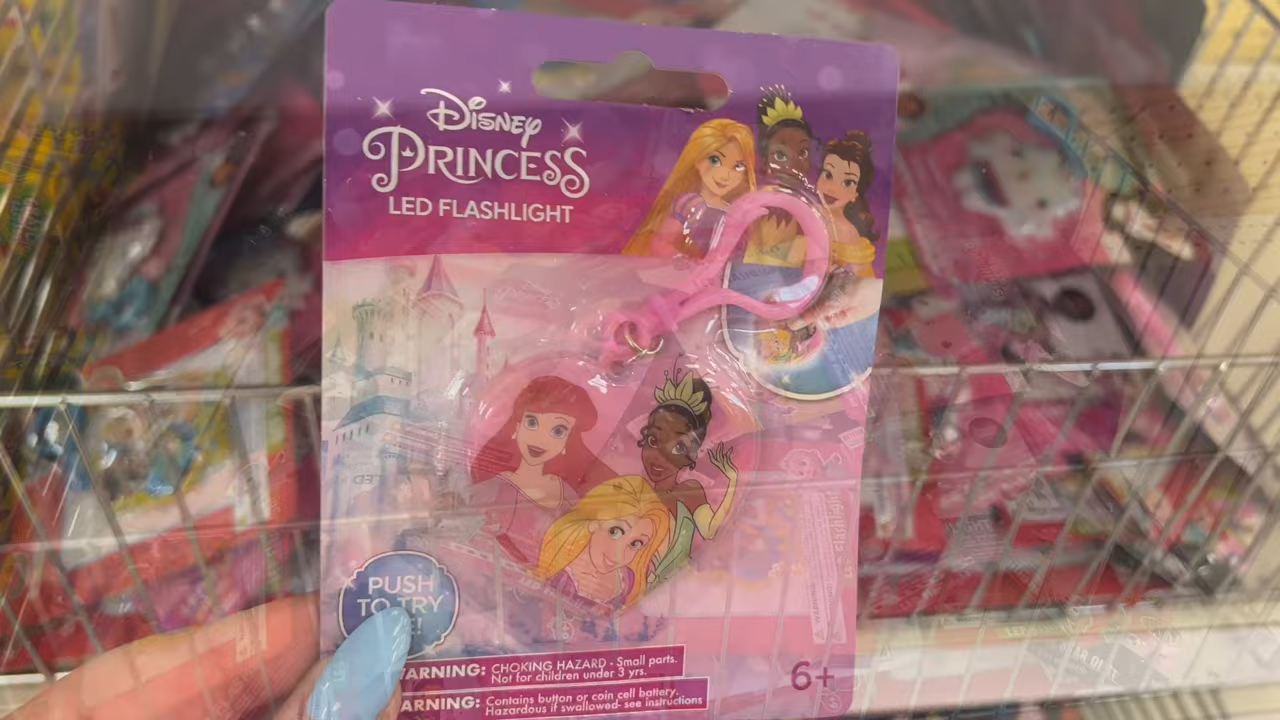 DISNEY
PRINCESS
LED FLASHLIGHT
PUSH
TO TRY
WARNING: CHOKING HAZARD - Small parts.
Not for children under 3 yrs.
WARNING: Contains button or coin cell battery.
Hazardous if swallowed- see instructions
6+